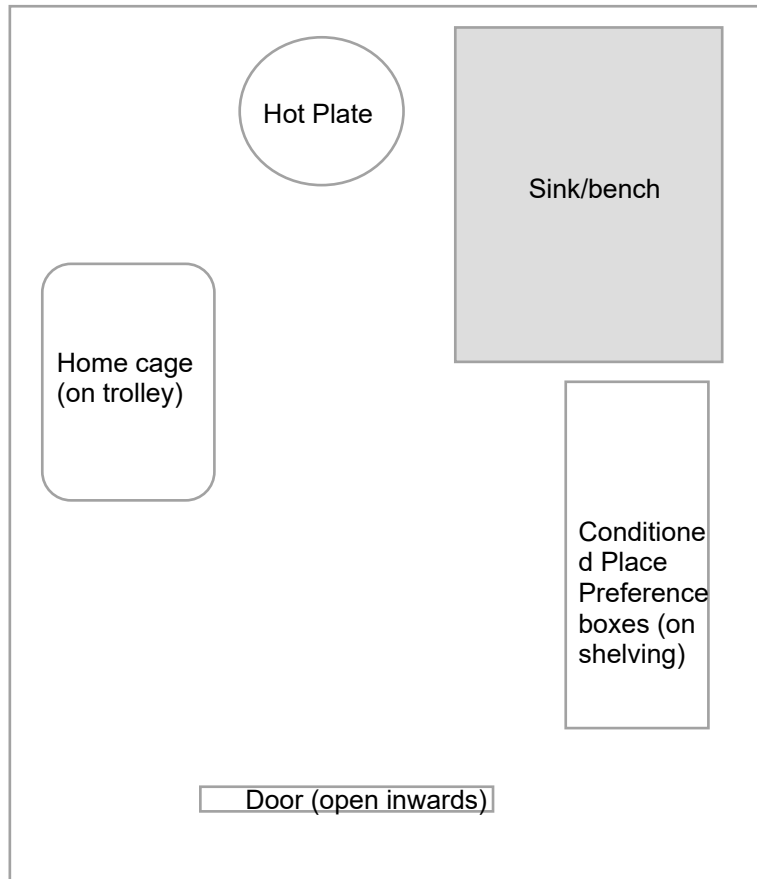 Hot Plate
Sink/bench
Home cage
(on trolley)
Conditione
d Place
Preference
boxes (on
shelving)
Door (open inwards)